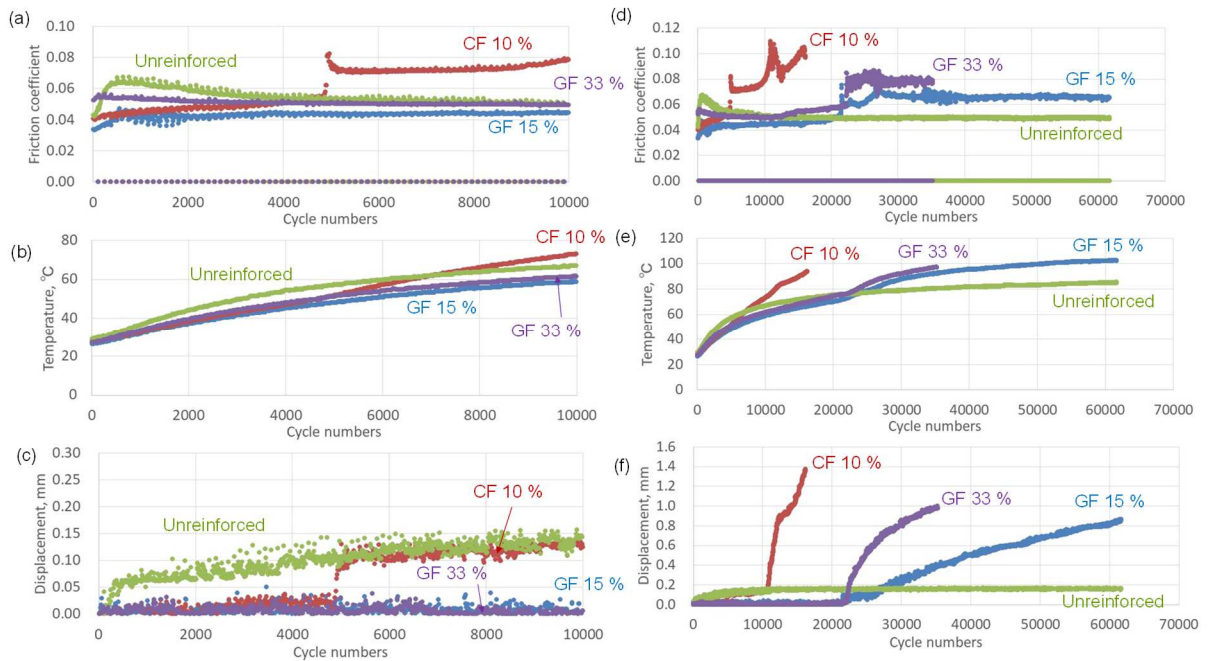 (a)
0.10
0.08
0.06
0.04
0.02
0.00
Friction coefficient
Unreinforced
CF 10 %
GF 33 %
GF 15 %
0 2000 4000 6000 8000 10000
Cycle numbers
(b)
80
60
40
20
0
Temperature, °C
Unreinforced
CF 10 %
GF 15 %
GF 33 %
0 2000 4000 6000 8000 10000
Cycle numbers
(c)
0.30
0.25
0.20
0.15
0.10
0.05
0.00
Displacement, mm
Unreinforced
CF 10 %
GF 33 %
GF 15 %
0 2000 4000 6000 8000 10000
Cycle numbers
(d)
0.12
0.10
0.08
0.06
0.04
0.02
0.00
Friction coefficient
CF 10 %
GF 33 %
GF 15 %
Unreinforced
0 10000 20000 30000 40000 50000 60000 70000
Cycle numbers
(e)
120
100
80
60
40
20
0
Temperature, °C
CF 10 %
GF 33 %
GF 15 %
Unreinforced
0 10000 20000 30000 40000 50000 60000 70000
Cycle numbers
(f)
1.6
1.4
1.2
1.0
0.8
0.6
0.4
0.2
0.0
Displacement, mm
CF 10 %
GF 33 %
GF 15 %
Unreinforced
0 10000 20000 30000 40000 50000 60000 70000
Cycle numbers